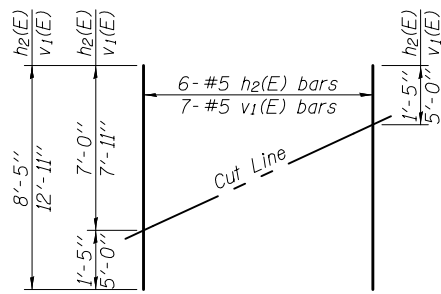 h2(E)
v1(E)
h2(E)
v1(E)
h2(E)
v1(E)
6-#5 h2(E) bars
7-#5 v1(E) bars
1'-5"
5'-0"
8'-5"
12'-11"
7'-0"
7'-11"
Cut Line
1'-5"
5'-0"